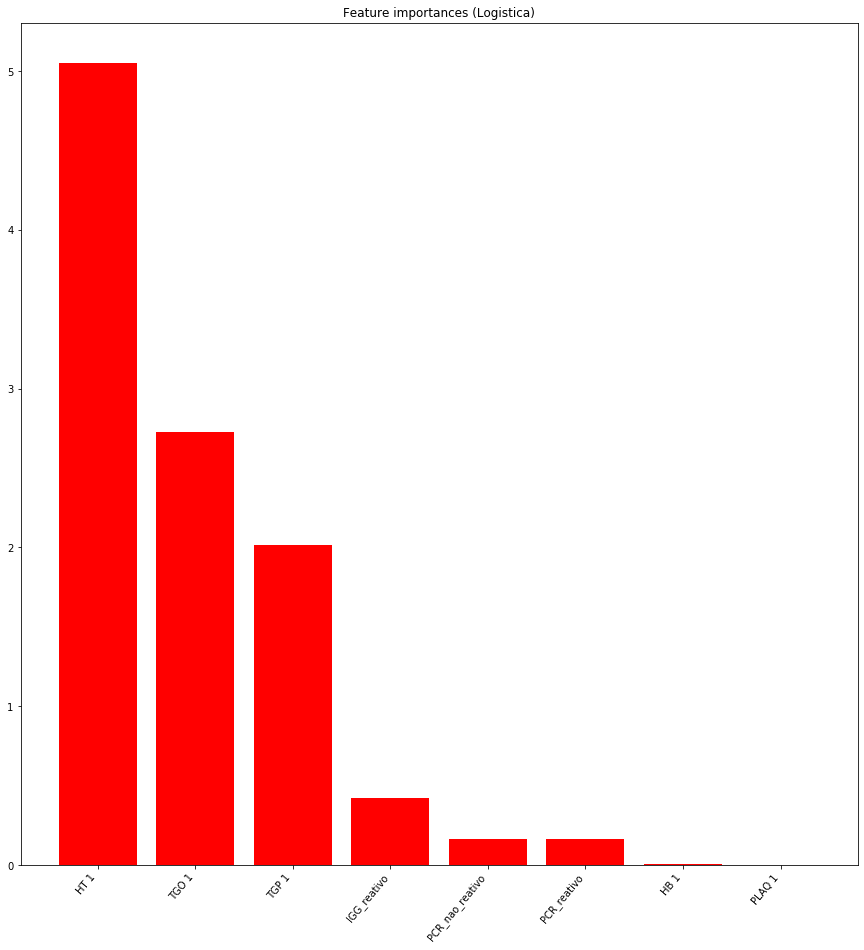 Feature importances (Logistica)
5
4
3
2
1
0
HT 1
TGO 1
TGP 1
IGG_reativo
PCR_nao_reativo
PCR_reativo
HB 1
PLAQ 1